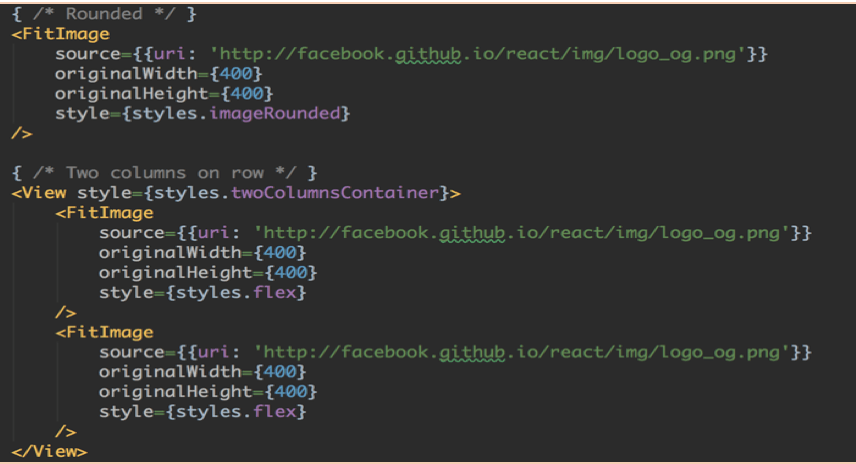 { /* Rounded */ }
<FitImage
    source={{uri: 'http://facebook.github.io/react/img/logo_og.png'}}
    originalWidth={400}
    originalHeight={400}
    style={styles.imageRounded}
/>
{ /* Two columns on row */ }
<View style={styles.twoColumnsContainer}>
    <FitImage
        source={{uri: 'http://facebook.github.io/react/img/logo_og.png'}}
        originalWidth={400}
        originalHeight={400}
        style={styles.flex}
    />
    <FitImage
        source={{uri: 'http://facebook.github.io/react/img/logo_og.png'}}
        originalWidth={400}
        originalHeight={400}
        style={styles.flex}
    />
</View>